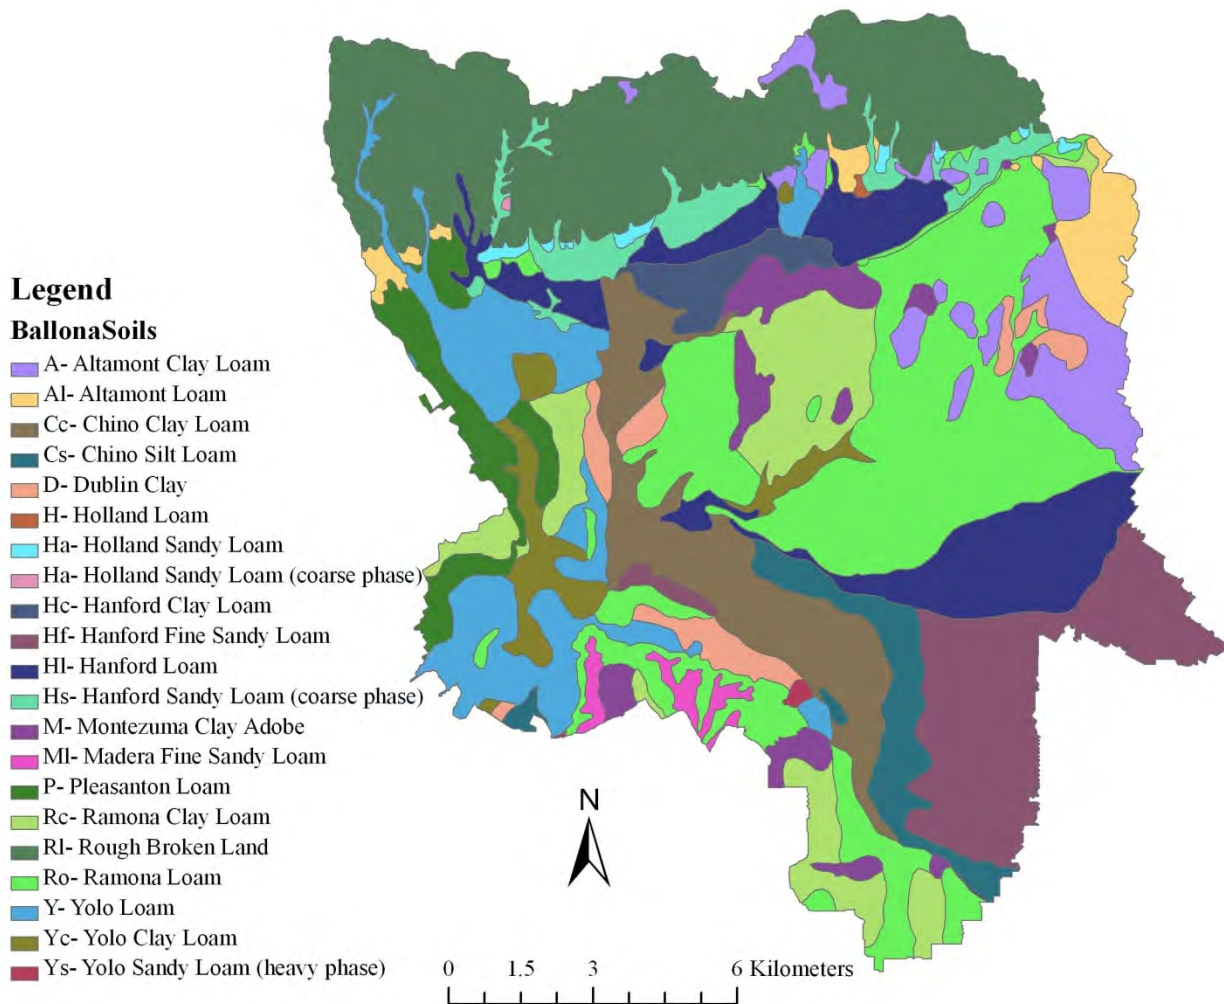 Legend
BallonaSoils
A- Altamont Clay Loam
Al- Altamont Loam
Cc- Chino Clay Loam
Cs- Chino Silt Loam
D- Dublin Clay
H- Holland Loam
Ha- Holland Sandy Loam
Ha- Holland Sandy Loam (coarse phase)
Hc- Hanford Clay Loam
Hf- Hanford Fine Sandy Loam
Hl- Hanford Loam
Hs- Hanford Sandy Loam (coarse phase)
M- Montezuma Clay Adobe
Ml- Madera Fine Sandy Loam
P- Pleasanton Loam
Rc- Ramona Clay Loam
Rl- Rough Broken Land
Ro- Ramona Loam
Y- Yolo Loam
Yc- Yolo Clay Loam
Ys- Yolo Sandy Loam (heavy phase)
N
0 1.5 3 6 Kilometers